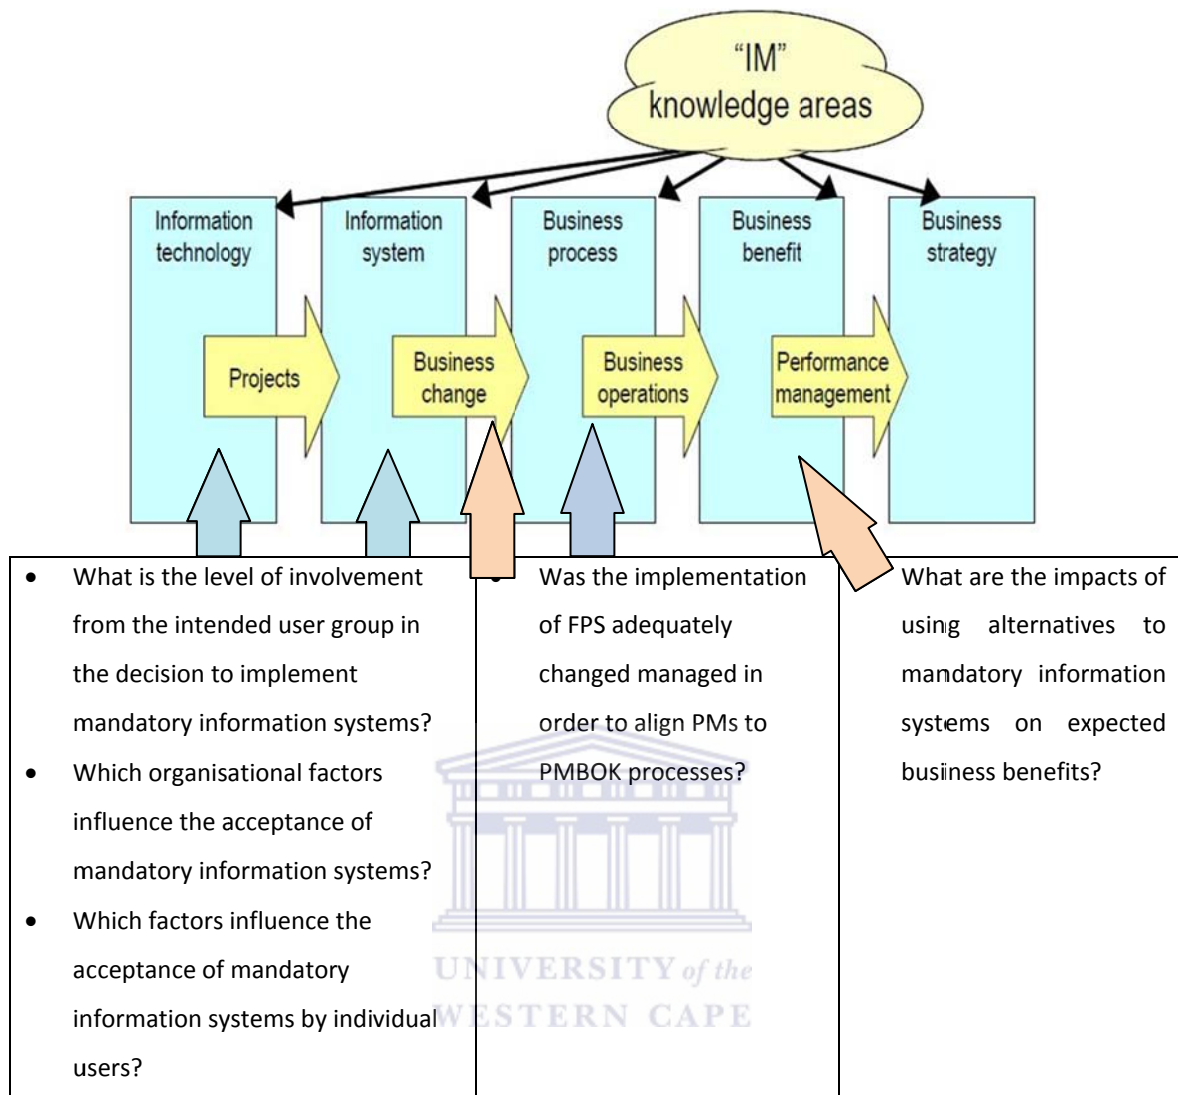 “IM”
knowledge areas
Information
technology
Information
system
Business
process
Business
benefit
Business
strategy
Projects
Business
change
Business
operations
Performance
management
• What is the level of involvement
from the intended user group in
the decision to implement
mandatory information systems?
• Which organisational factors
influence the acceptance of
mandatory information systems?
• Which factors influence the
acceptance of mandatory
information systems by individual
users?
• Was the implementation
of FPS adequately
changed managed in
order to align PMs to
PMBOK processes?
What are the impacts of
using alternatives to
mandatory information
systems on expected
business benefits?
UNIVERSITY of the
WESTERN CAPE